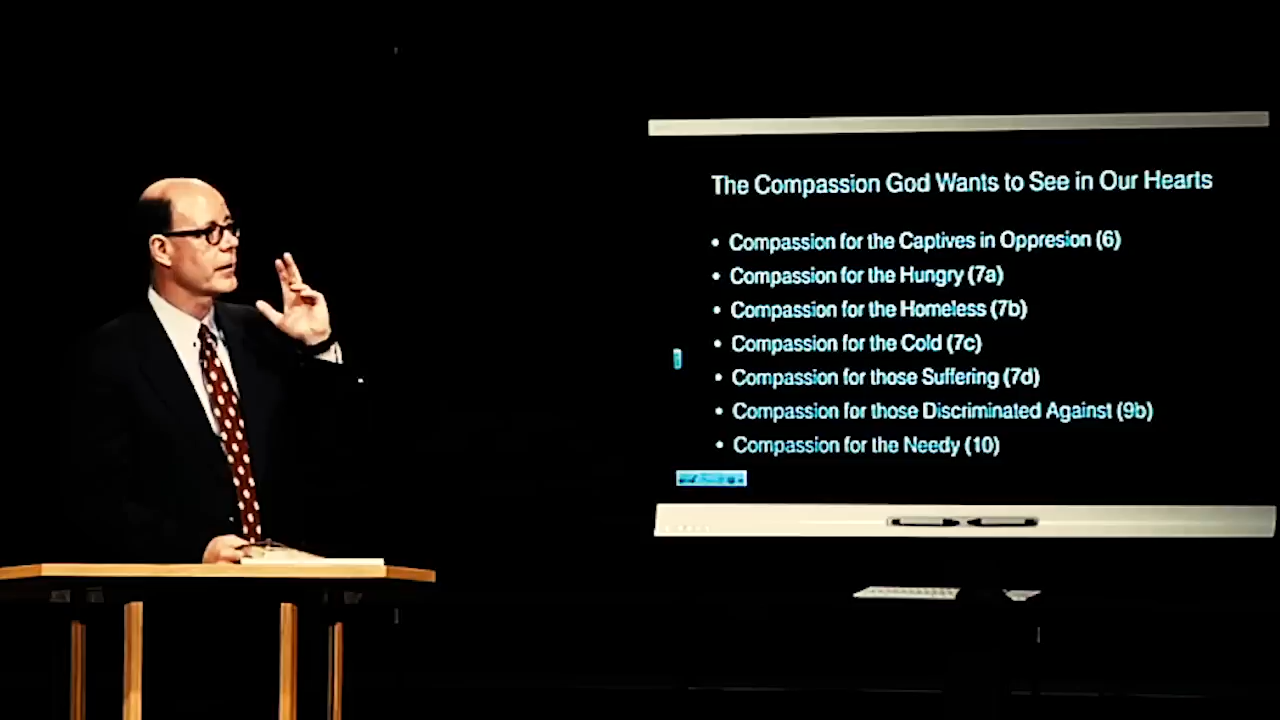 The Compassion God Wants to See in Our Hearts
• Compassion for the Captives in Oppresion (6)
• Compassion for the Hungry (7a)
• Compassion for the Homeless (7b)
• Compassion for the Cold (7c)
• Compassion for those Suffering (7d)
• Compassion for those Discriminated Against (9b)
• Compassion for the Needy (10)